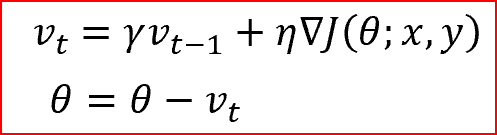 v_t = γv_{t−1} + η∇J(θ; x, y)
θ = θ − v_t